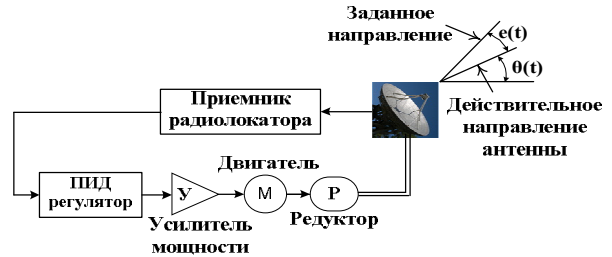 Заданное
направление
e(t)
θ(t)
Действительное
направление
антенны
Приемник
радиолокатора
ПИД
регулятор
У
Усилитель
мощности
Двигатель
М
Р
Редуктор